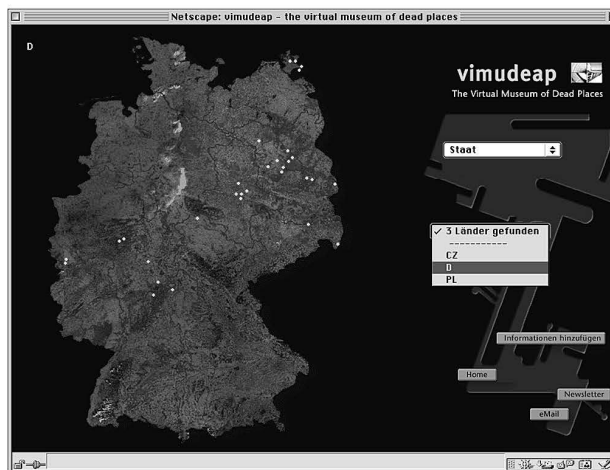 Netscape: vimudeap - the virtual museum of dead places
D
vimudeap
The Virtual Museum of Dead Places
Staat
✓ 3 Länder gefunden
-----------
CZ
D
PL
Informationen hinzufügen
Home
Newsletter
eMail